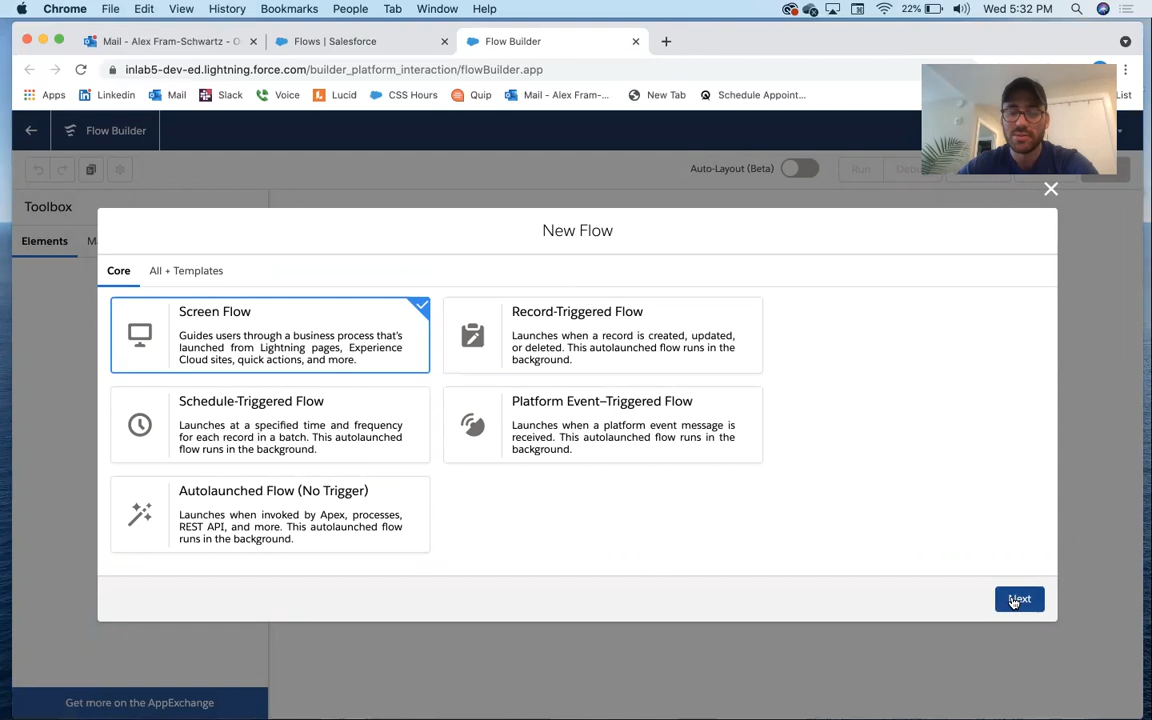 Chrome File Edit View History Bookmarks People Tab Window Help 22% Wed 5:32 PM
Mail - Alex Fram-Schwartz - O Flows | Salesforce Flow Builder
inlab5-dev-ed.lightning.force.com/builder_platform_interaction/flowBuilder.app
Apps Linkedin Mail Slack Voice Lucid CSS Hours Quip Mail - Alex Fram-... New Tab Schedule Appoint... List
Flow Builder
Auto-Layout (Beta) Run
Toolbox
Elements
New Flow
Core All + Templates
Screen Flow
Guides users through a business process that's
launched from Lightning pages, Experience
Cloud sites, quick actions, and more.
Record-Triggered Flow
Launches when a record is created, updated,
or deleted. This autolaunched flow runs in the
background.
Schedule-Triggered Flow
Launches at a specified time and frequency
for each record in a batch. This autolaunched
flow runs in the background.
Platform Event–Triggered Flow
Launches when a platform event message is
received. This autolaunched flow runs in the
background.
Autolaunched Flow (No Trigger)
Launches when invoked by Apex, processes,
REST API, and more. This autolaunched flow
runs in the background.
Next
Get more on the AppExchange